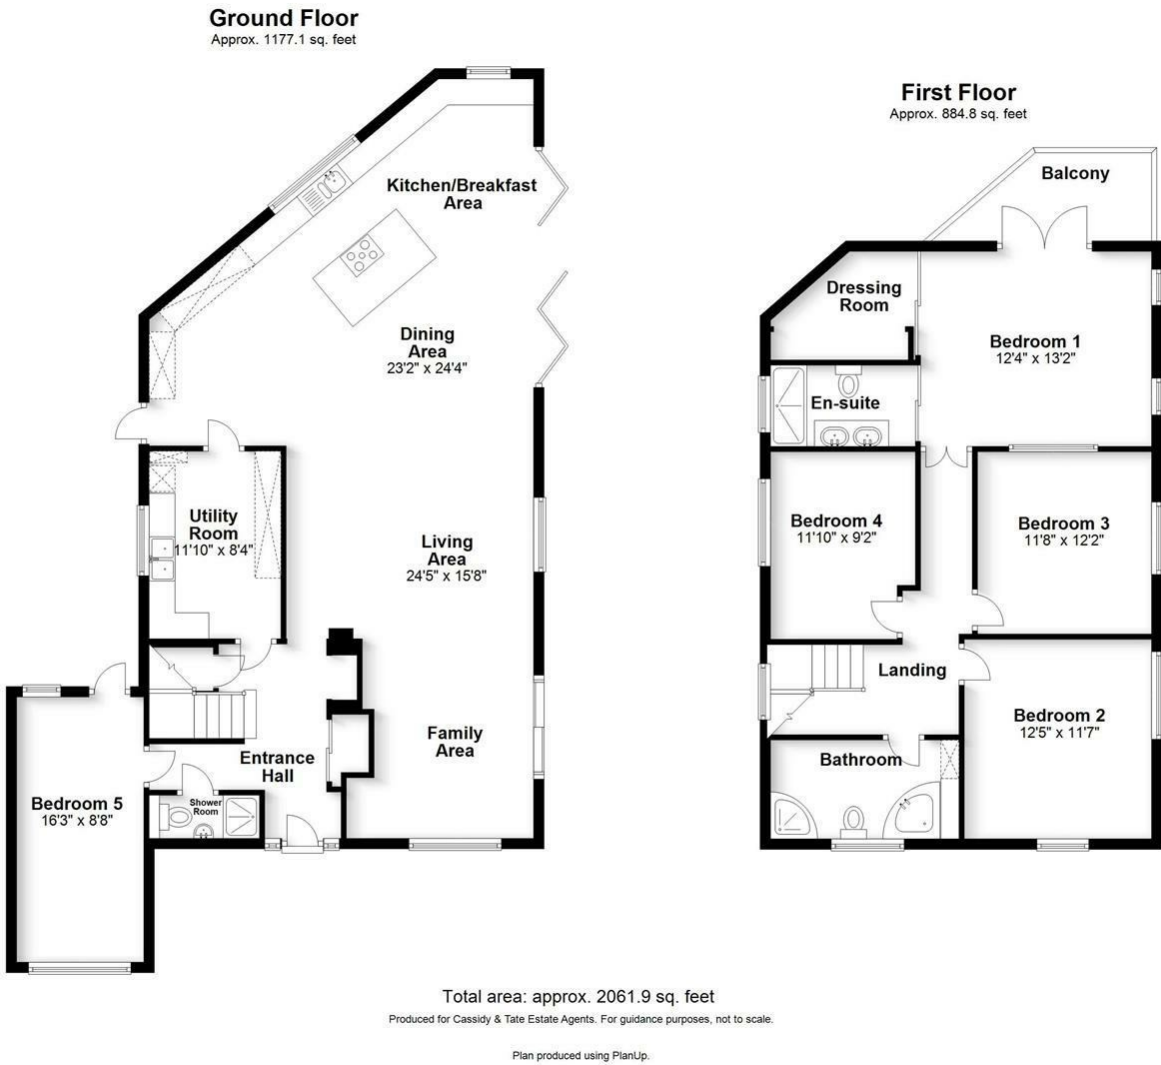 Ground Floor
Approx. 1177.1 sq. feet
Kitchen/Breakfast
Area
Dining
Area
23'2" x 24'4"
Utility
Room
11'10" x 8'4"
Living
Area
24'5" x 15'8"
Family
Area
Entrance
Hall
Shower
Room
Bedroom 5
16'3" x 8'8"
First Floor
Approx. 884.8 sq. feet
Balcony
Dressing
Room
Bedroom 1
12'4" x 13'2"
En-suite
Bedroom 4
11'10" x 9'2"
Bedroom 3
11'8" x 12'2"
Landing
Bedroom 2
12'5" x 11'7"
Bathroom
Total area: approx. 2061.9 sq. feet
Produced for Cassidy & Tate Estate Agents. For guidance purposes, not to scale.
Plan produced using PlanUp.